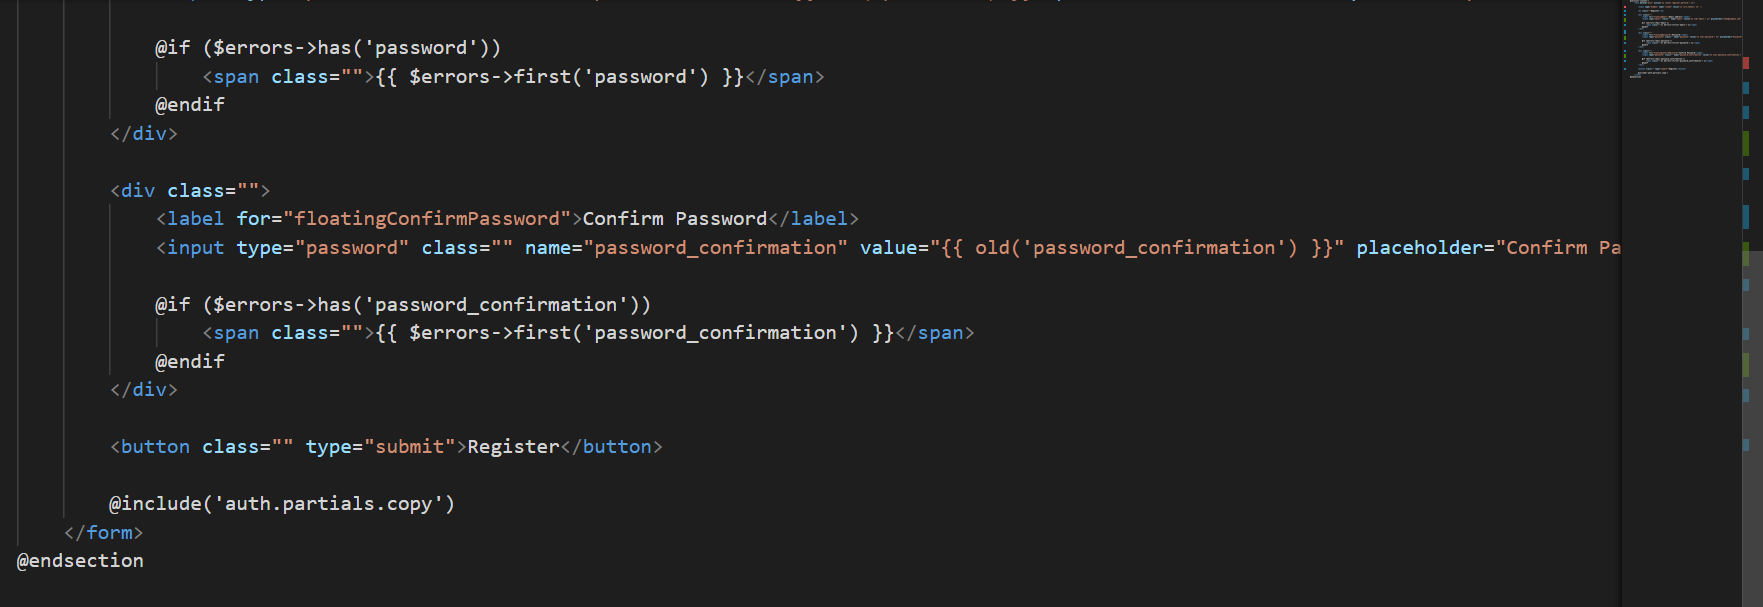 @if ($errors->has('password'))
<span class="">{{ $errors->first('password') }}</span>
@endif
</div>
<div class="">
<label for="floatingConfirmPassword">Confirm Password</label>
<input type="password" class="" name="password_confirmation" value="{{ old('password_confirmation') }}" placeholder="Confirm Pa
@if ($errors->has('password_confirmation'))
<span class="">{{ $errors->first('password_confirmation') }}</span>
@endif
</div>
<button class="" type="submit">Register</button>
@include('auth.partials.copy')
</form>
@endsection